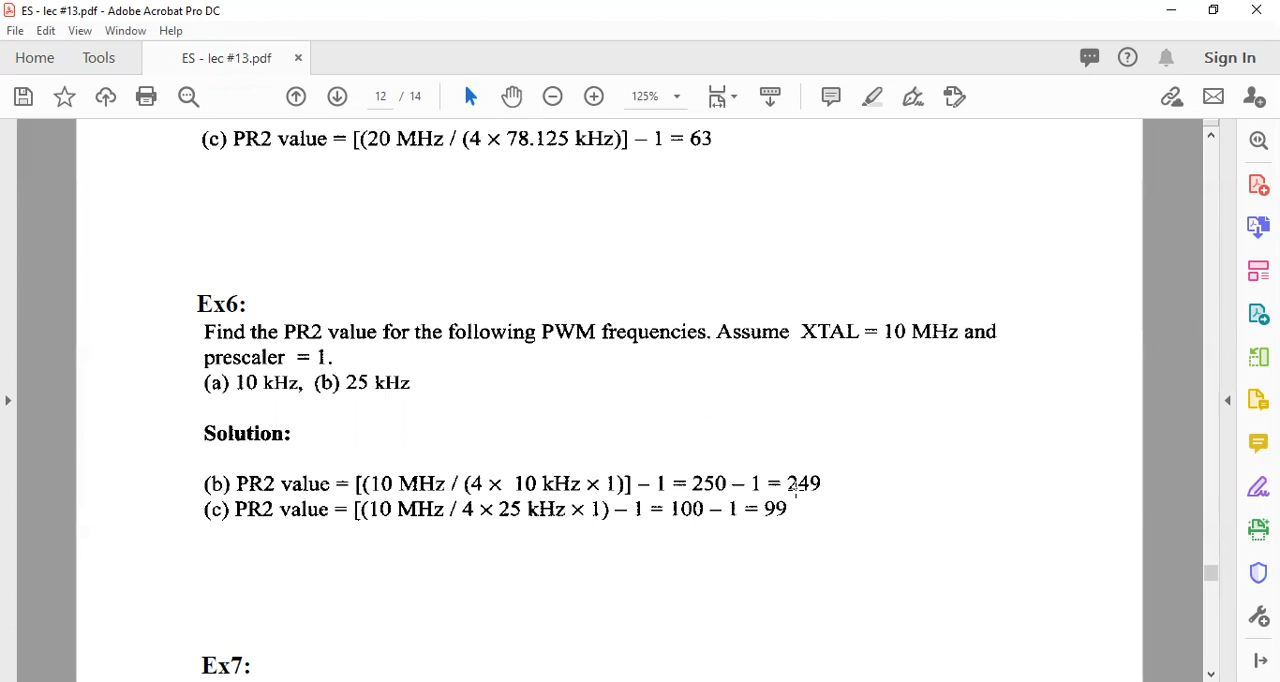 ES - lec #13.pdf - Adobe Acrobat Pro DC
File Edit View Window Help
Home Tools ES - lec #13.pdf × Sign In
12 / 14 125%
(c) PR2 value = [(20 MHz / (4 × 78.125 kHz)] – 1 = 63
Ex6:
Find the PR2 value for the following PWM frequencies. Assume XTAL = 10 MHz and
prescaler = 1.
(a) 10 kHz, (b) 25 kHz
Solution:
(b) PR2 value = [(10 MHz / (4 × 10 kHz × 1)] – 1 = 250 – 1 = 249
(c) PR2 value = [(10 MHz / 4 × 25 kHz × 1) – 1 = 100 – 1 = 99
Ex7: